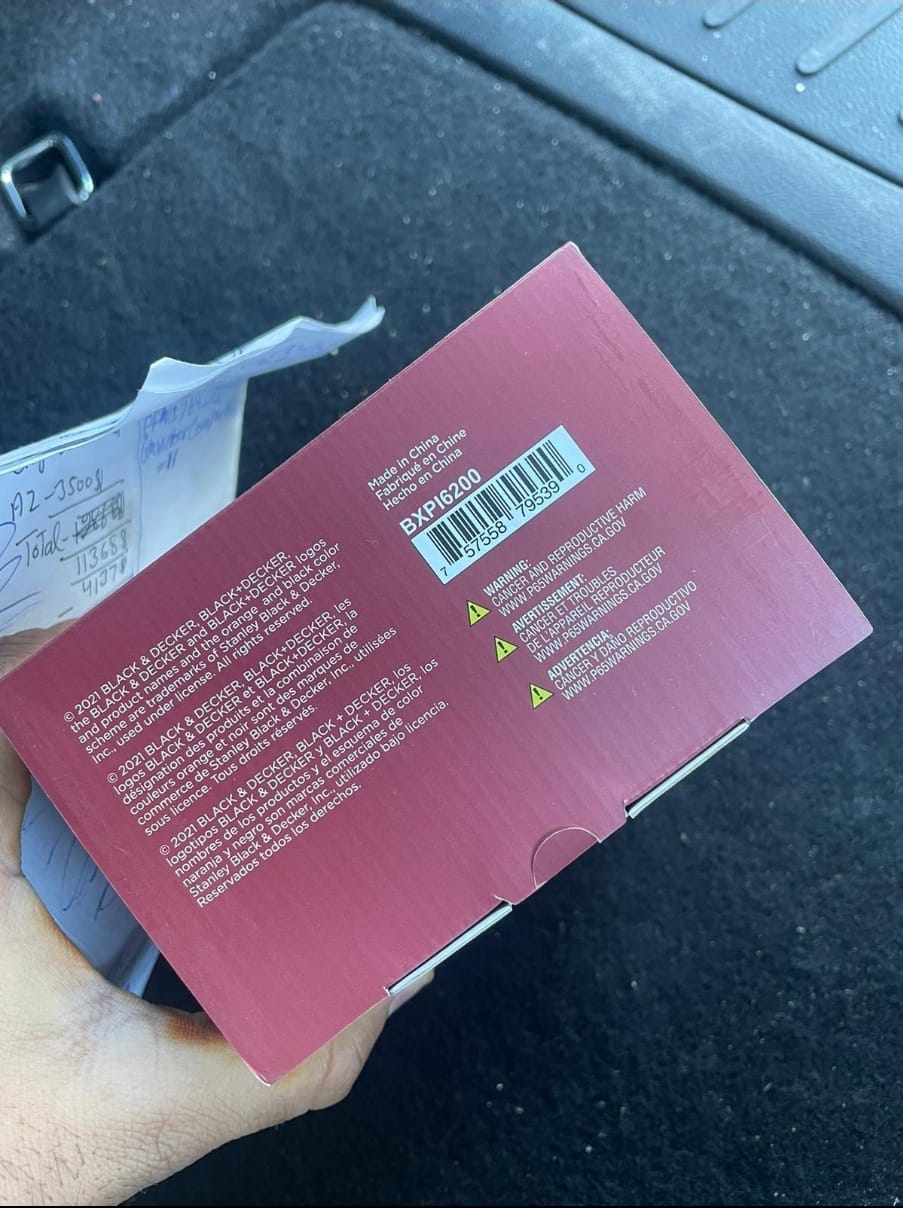 A2 -35008
Total-
113688
Made in China
Fabriqué en Chine
Hecho en China
BXPI6200
7 57558 79539 0
WARNING:
CANCER AND REPRODUCTIVE HARM
WWW.P65WARNINGS.CA.GOV
AVERTISSEMENT:
CANCER ET TROUBLES
DE L'APPAREIL REPRODUCTEUR
WWW.P65WARNINGS.CA.GOV
ADVERTENCIA:
CANCER Y DAÑO REPRODUCTIVO
WWW.P65WARNINGS.CA.GOV
© 2021 BLACK & DECKER, BLACK+DECKER,
the BLACK & DECKER and BLACK+DECKER logos
and product names and the orange and black color
scheme are trademarks of Stanley Black & Decker,
Inc., used under license. All rights reserved.
© 2021 BLACK & DECKER, BLACK+DECKER, les
logos BLACK & DECKER et BLACK+DECKER, la
désignation des produits et la combinaison de
couleurs orange et noir sont des marques de
commerce de Stanley Black & Decker, Inc., utilisées
sous licence. Tous droits réservés.
© 2021 BLACK & DECKER, BLACK + DECKER, los
logotipos BLACK & DECKER y BLACK + DECKER, los
nombres de los productos y el esquema de color
naranja y negro son marcas comerciales de
Stanley Black & Decker, Inc., utilizado bajo licencia.
Reservados todos los derechos.